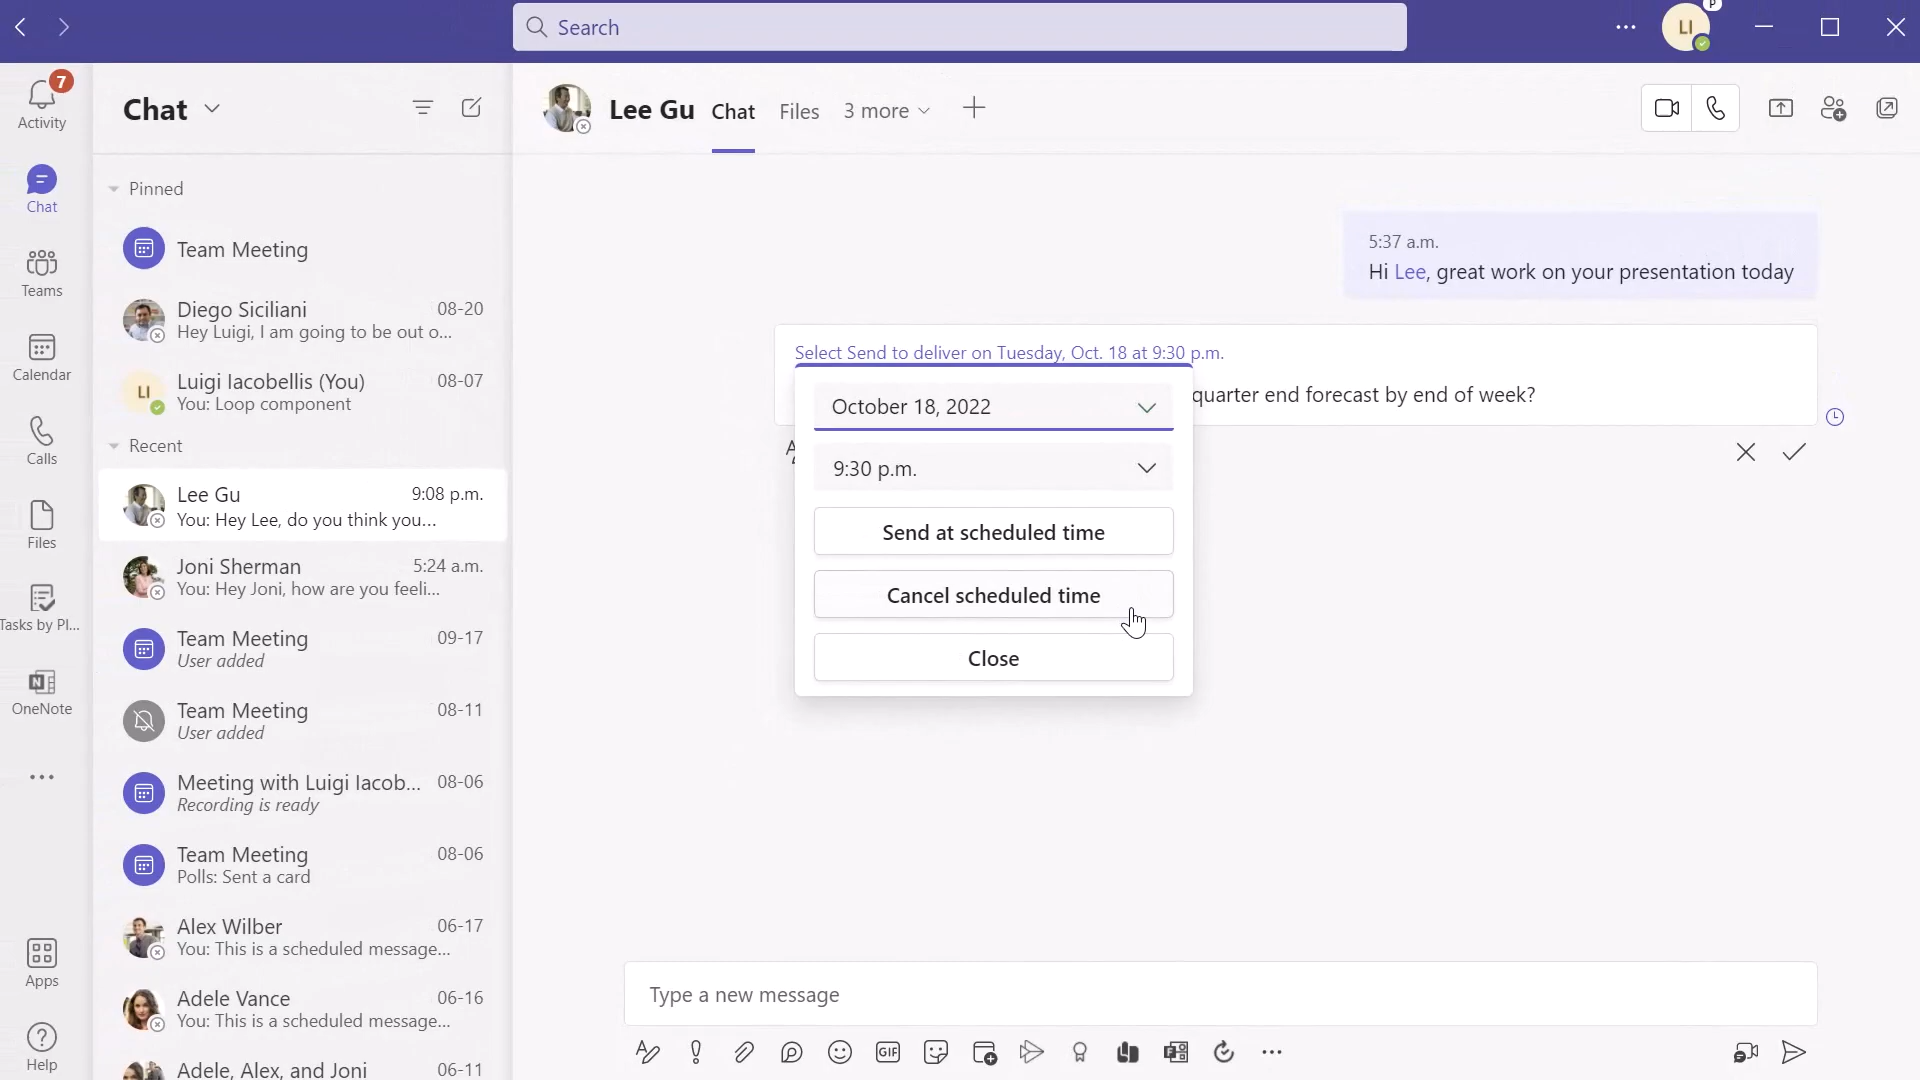 Search
LI
P
7
Activity
Chat
Teams
Calendar
Calls
Files
Tasks by Pl...
OneNote
Apps
Help
Chat
Pinned
Team Meeting
Diego Siciliani 08-20
Hey Luigi, I am going to be out o...
LI
Luigi Iacobellis (You) 08-07
You: Loop component
Recent
Lee Gu 9:08 p.m.
You: Hey Lee, do you think you...
Joni Sherman 5:24 a.m.
You: Hey Joni, how are you feeli...
Team Meeting 09-17
User added
Team Meeting 08-11
User added
Meeting with Luigi Iacob... 08-06
Recording is ready
Team Meeting 08-06
Polls: Sent a card
Alex Wilber 06-17
You: This is a scheduled message...
Adele Vance 06-16
You: This is a scheduled message...
Adele, Alex, and Joni 06-11
Lee Gu Chat Files 3 more
5:37 a.m.
Hi Lee, great work on your presentation today
Select Send to deliver on Tuesday, Oct. 18 at 9:30 p.m.
quarter end forecast by end of week?
October 18, 2022
9:30 p.m.
Send at scheduled time
Cancel scheduled time
Close
Type a new message
GIF